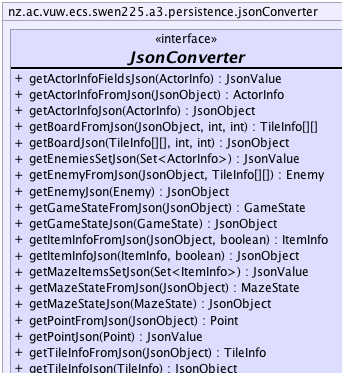 nz.ac.vuw.ecs.swen225.a3.persistence.jsonConverter
«interface»
JsonConverter
+ getActorInfoFieldsJson(ActorInfo) : JsonValue
+ getActorInfoFromJson(JsonObject) : ActorInfo
+ getActorInfoJson(ActorInfo) : JsonObject
+ getBoardFromJson(JsonObject, int, int) : TileInfo[][]
+ getBoardJson(TileInfo[][], int, int) : JsonObject
+ getEnemiesSetJson(Set<ActorInfo>) : JsonValue
+ getEnemyFromJson(JsonObject, TileInfo[][]) : Enemy
+ getEnemyJson(Enemy) : JsonObject
+ getGameStateFromJson(JsonObject) : GameState
+ getGameStateJson(GameState) : JsonObject
+ getItemInfoFromJson(JsonObject, boolean) : ItemInfo
+ getItemInfoJson(ItemInfo, boolean) : JsonObject
+ getMazeItemsSetJson(Set<ItemInfo>) : JsonValue
+ getMazeStateFromJson(JsonObject) : MazeState
+ getMazeStateJson(MazeState) : JsonObject
+ getPointFromJson(JsonObject) : Point
+ getPointJson(Point) : JsonValue
+ getTileInfoFromJson(JsonObject) : TileInfo
+ getTileInfoJson(TileInfo) : JsonObject